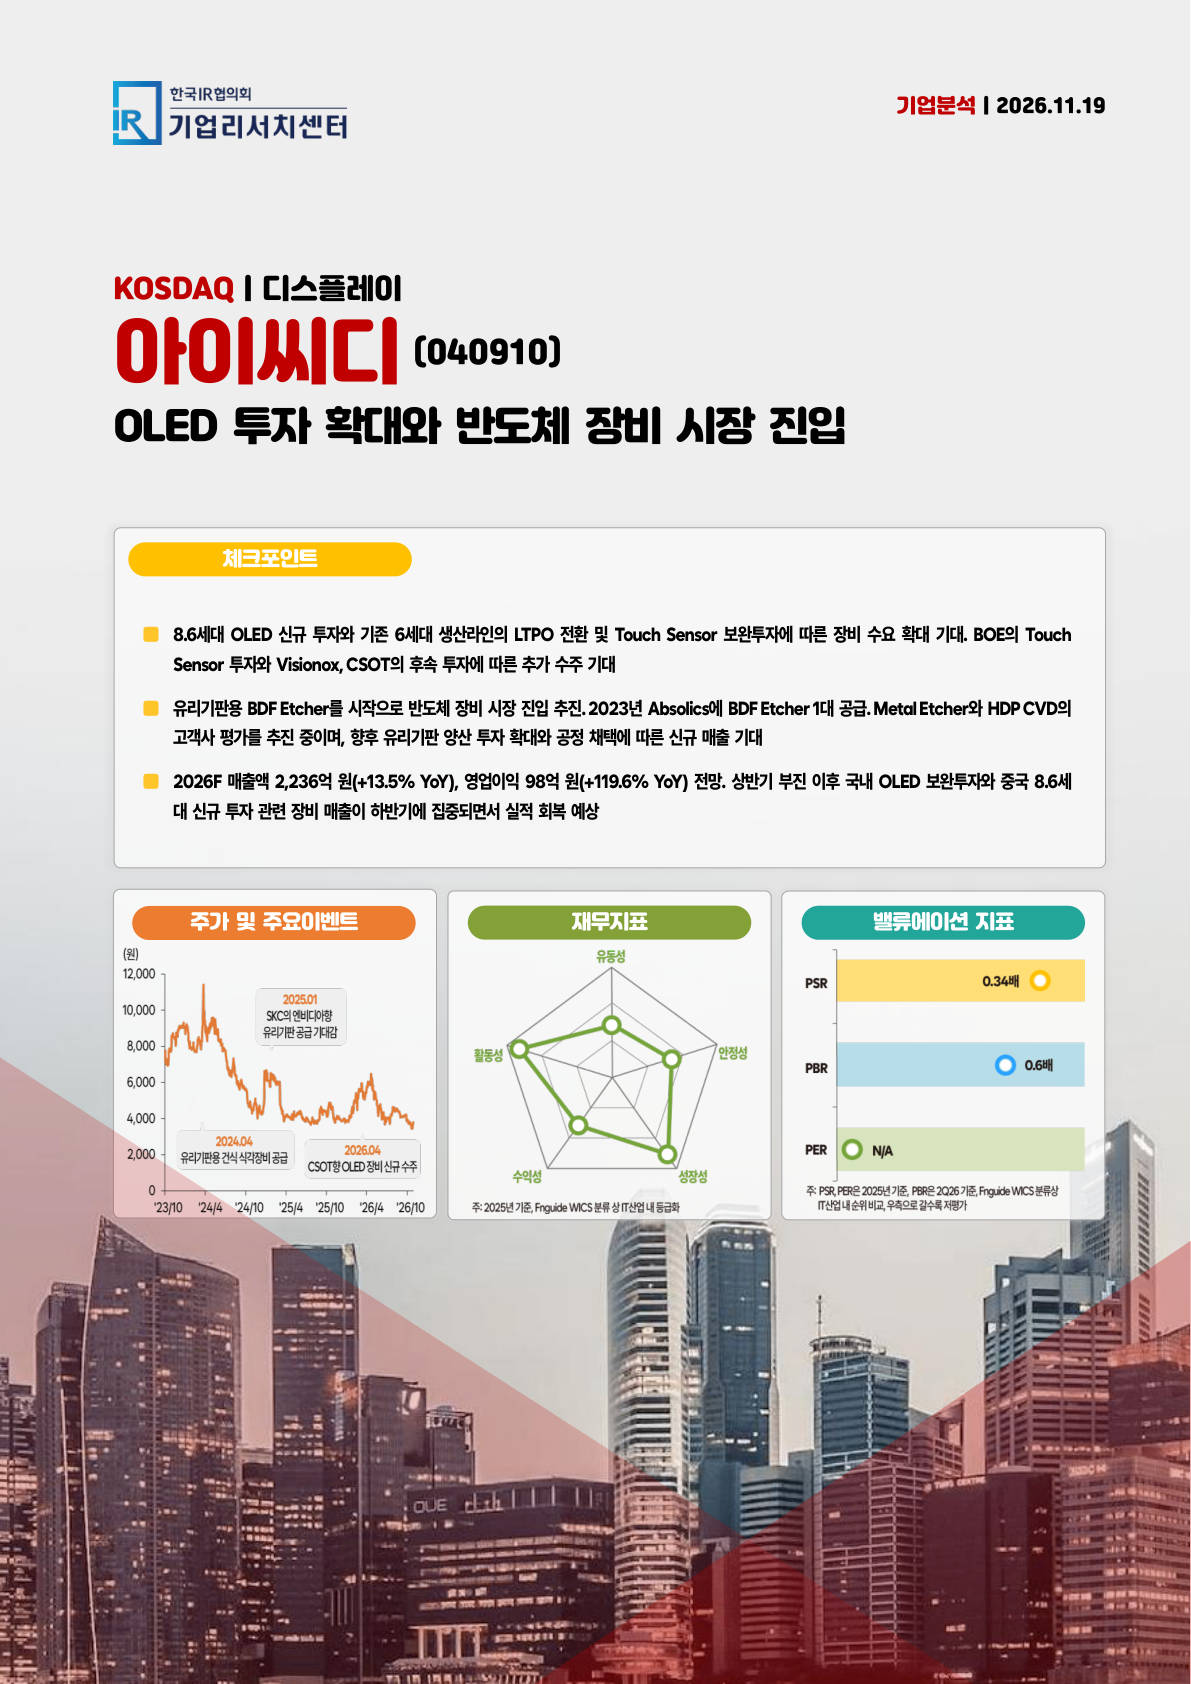 한국IR협의회
IR 기업리서치센터
기업분석 | 2026.11.19
KOSDAQ | 디스플레이
아이씨디 (040910)
OLED 투자 확대와 반도체 장비 시장 진입
체크포인트
8.6세대 OLED 신규 투자와 기존 6세대 생산라인의 LTPO 전환 및 Touch Sensor 보완투자에 따른 장비 수요 확대 기대. BOE의 Touch
Sensor 투자와 Visionox, CSOT의 후속 투자에 따른 추가 수주 기대
유리기판용 BDF Etcher를 시작으로 반도체 장비 시장 진입 추진. 2023년 Absolics에 BDF Etcher 1대 공급. Metal Etcher와 HDP CVD의
고객사 평가를 추진 중이며, 향후 유리기판 양산 투자 확대와 공정 채택에 따른 신규 매출 기대
2026F 매출액 2,236억 원(+13.5% YoY), 영업이익 98억 원(+119.6% YoY) 전망. 상반기 부진 이후 국내 OLED 보완투자와 중국 8.6세
대 신규 투자 관련 장비 매출이 하반기에 집중되면서 실적 회복 예상
주가 및 주요이벤트
(원)
12,000
10,000
8,000
6,000
4,000
2,000
0
2025.01
SKC의 엔비디아향
유리기판 공급 기대감
2024.04
유리기판용 건식 식각장비 공급
2026.04
CSOT향 OLED 장비 신규 수주
'23/10 '24/4 '24/10 '25/4 '25/10 '26/4 '26/10
재무지표
유동성
활동성
안정성
수익성
성장성
주: 2025년 기준, Fnguide WICS 분류 상 IT산업 내 등급화
밸류에이션 지표
PSR 0.34배
PBR 0.6배
PER N/A
주: PSR, PER은 2025년 기준, PBR은 2Q26 기준, Fnguide WICS 분류상
IT산업 내 순위 비교, 우측으로 갈수록 저평가
OUE